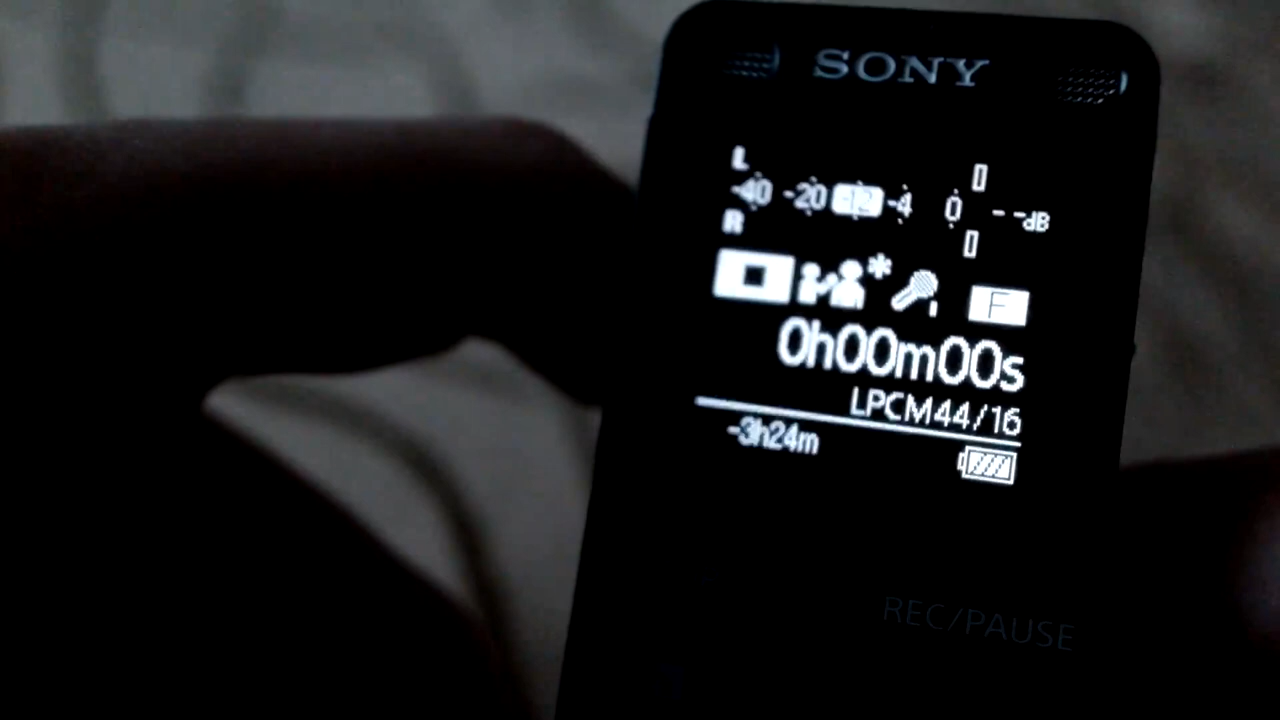 SONY
L
-40 -20 -12 -4 0 --dB
R
F
0h00m00s
LPCM44/16
-3h24m
REC/PAUSE